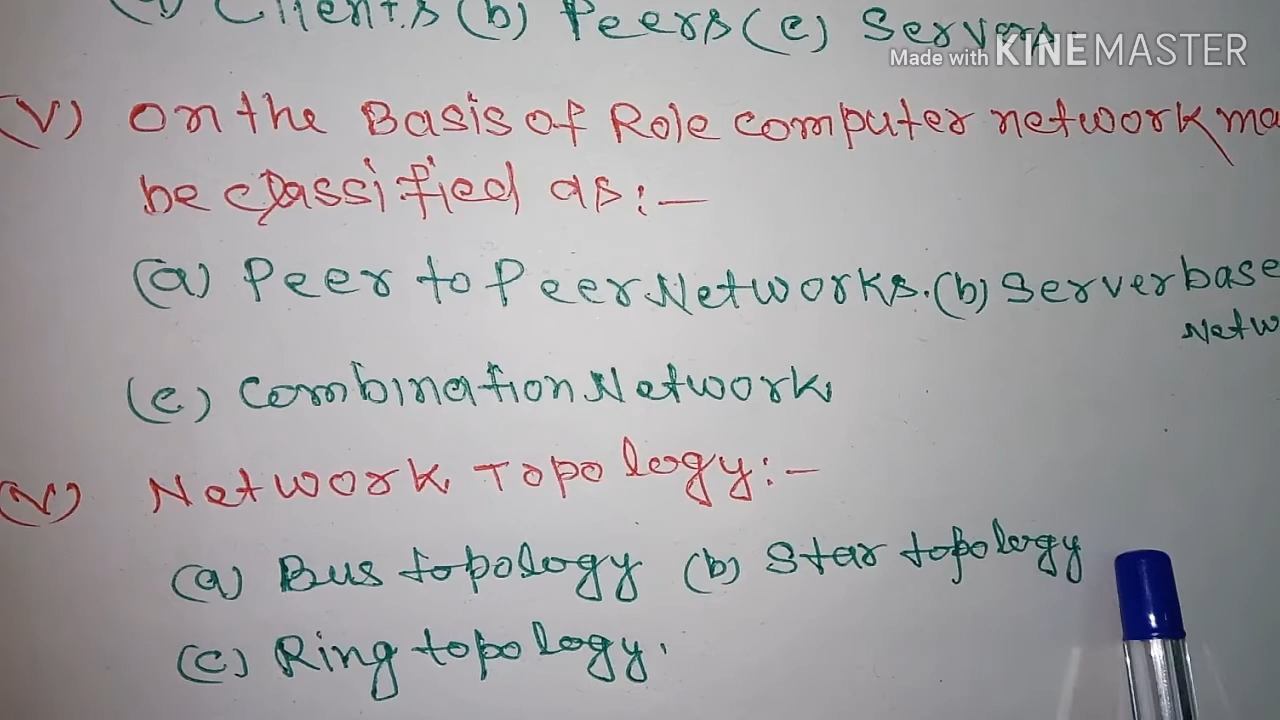 Clients (b) Peers (c) Servers.
Made with KINEMASTER
(V) On the Basis of Role computer network ma
be classified as:-
(a) Peer to Peer Networks. (b) Server base
Netw
(c) Combination Network
(V) Network Topology:-
(a) Bus topology (b) Star topology
(c) Ring topology.